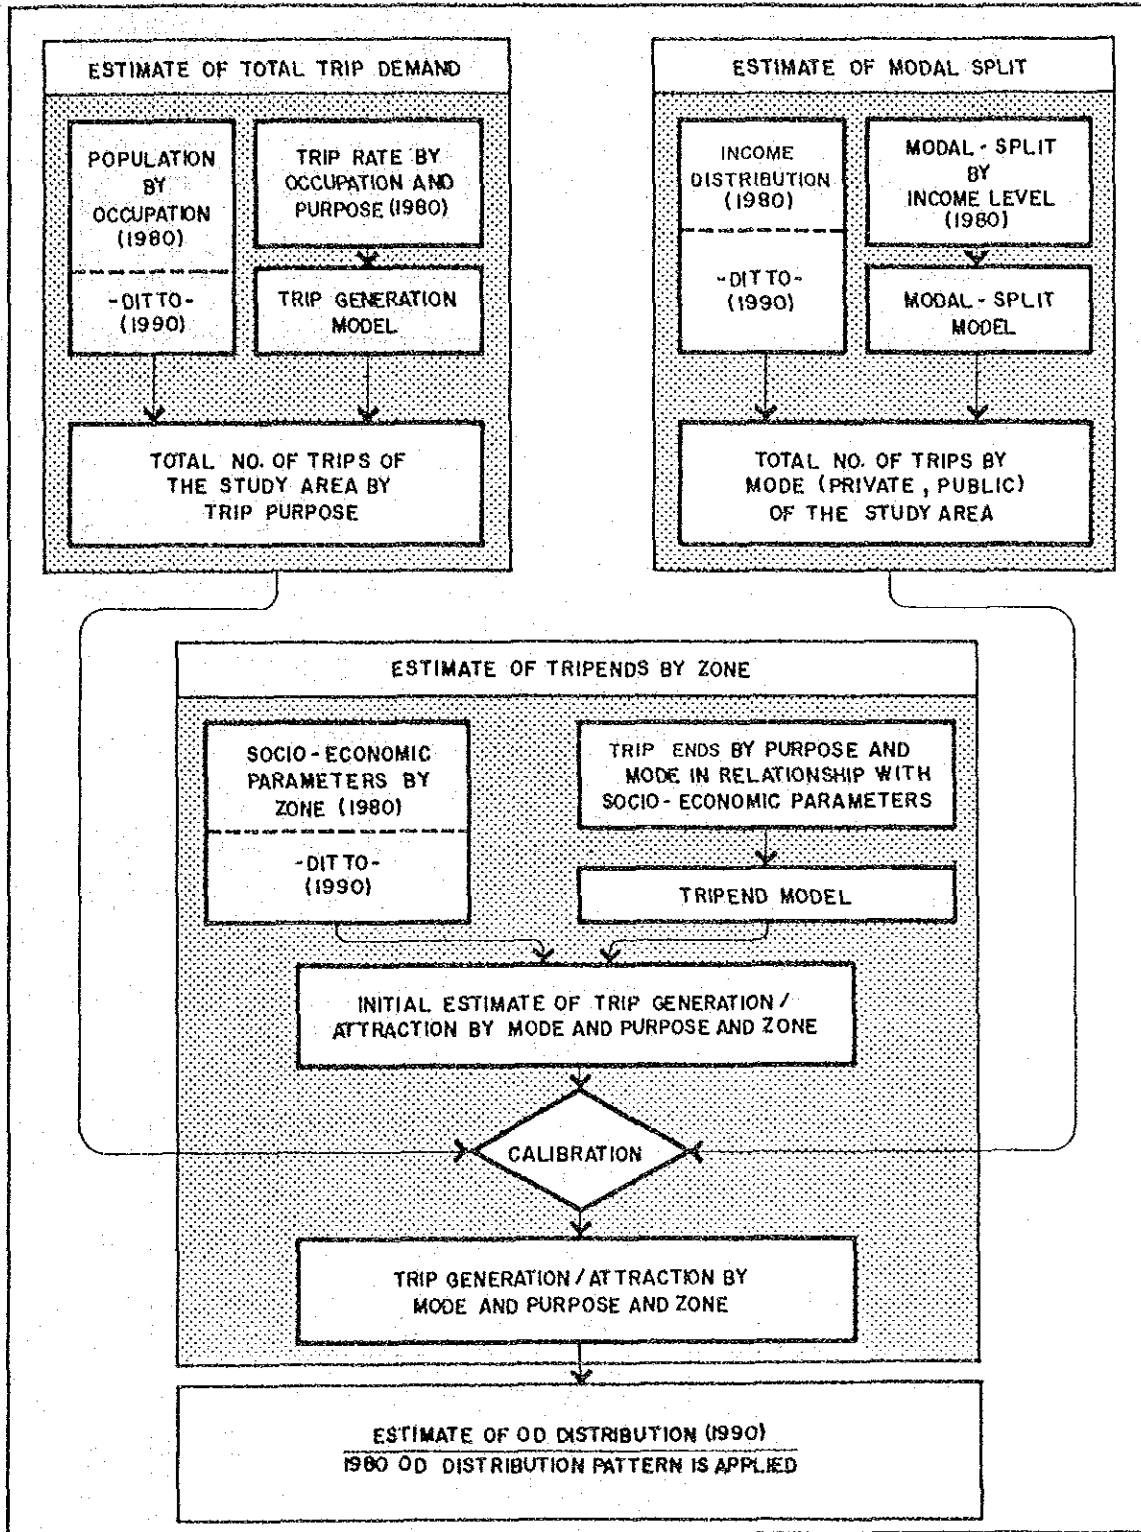 ESTIMATE OF TOTAL TRIP DEMAND
POPULATION
BY
OCCUPATION
(1980)
-DITTO-
(1990)
TRIP RATE BY
OCCUPATION AND
PURPOSE (1980)
TRIP GENERATION
MODEL
TOTAL NO. OF TRIPS OF
THE STUDY AREA BY
TRIP PURPOSE
ESTIMATE OF MODAL SPLIT
INCOME
DISTRIBUTION
(1980)
-DITTO-
(1990)
MODAL-SPLIT
BY
INCOME LEVEL
(1980)
MODAL-SPLIT
MODEL
TOTAL NO. OF TRIPS BY
MODE (PRIVATE, PUBLIC)
OF THE STUDY AREA
ESTIMATE OF TRIPENDS BY ZONE
SOCIO-ECONOMIC
PARAMETERS BY
ZONE (1980)
-DITTO-
(1990)
TRIP ENDS BY PURPOSE AND
MODE IN RELATIONSHIP WITH
SOCIO-ECONOMIC PARAMETERS
TRIPEND MODEL
INITIAL ESTIMATE OF TRIP GENERATION/
ATTRACTION BY MODE AND PURPOSE AND ZONE
CALIBRATION
TRIP GENERATION/ATTRACTION BY
MODE AND PURPOSE AND ZONE
ESTIMATE OF OD DISTRIBUTION (1990)
1980 OD DISTRIBUTION PATTERN IS APPLIED